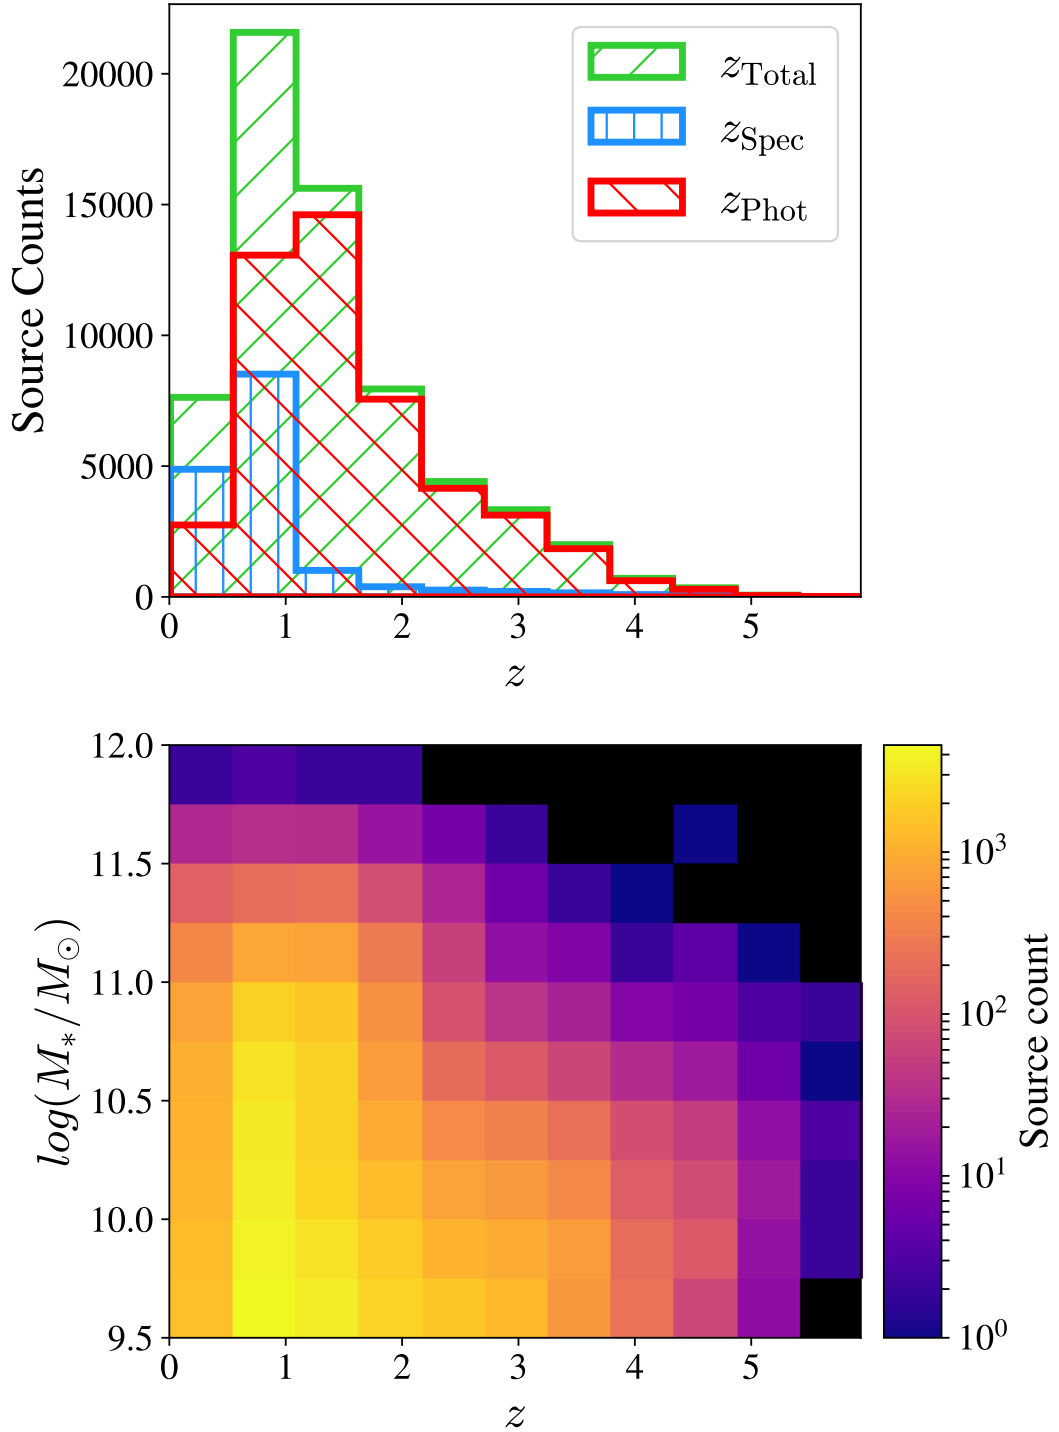 z_Total
z_Spec
z_Phot
Source Counts
20000
15000
10000
5000
0
0 1 2 3 4 5
z
12.0
11.5
11.0
10.5
10.0
9.5
log(M_*/M_⊙)
0 1 2 3 4 5
z
10^3
10^2
10^1
10^0
Source count